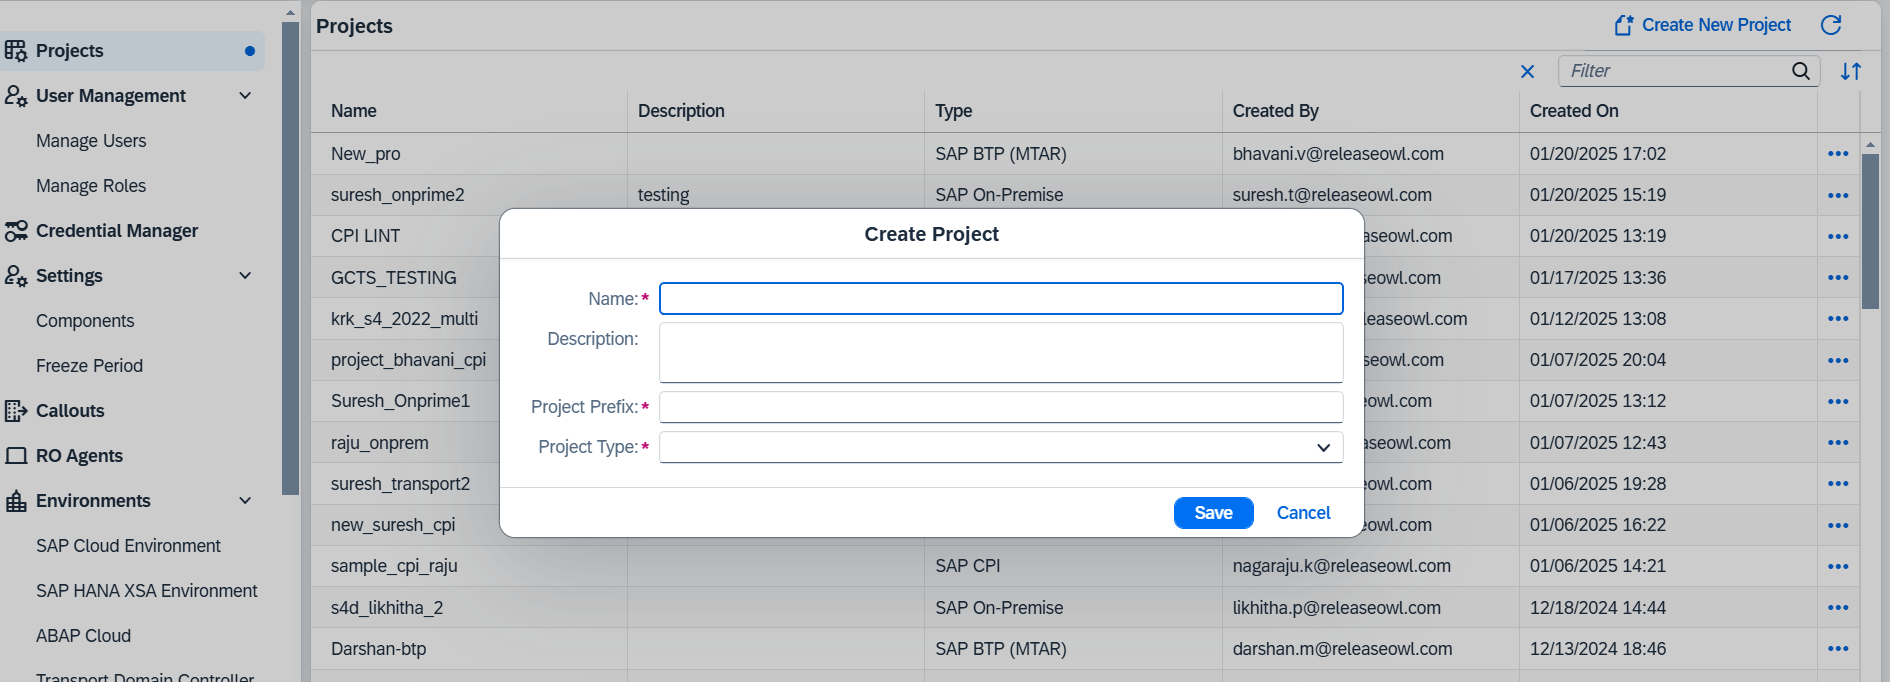 Projects
User Management
Manage Users
Manage Roles
Credential Manager
Settings
Components
Freeze Period
Callouts
RO Agents
Environments
SAP Cloud Environment
SAP HANA XSA Environment
ABAP Cloud
Transport Domain Controller
Projects
Create New Project
Filter
Name Description Type Created By Created On
New_pro SAP BTP (MTAR) bhavani.v@releaseowl.com 01/20/2025 17:02
suresh_onprime2 testing SAP On-Premise suresh.t@releaseowl.com 01/20/2025 15:19
CPI LINT aseowl.com 01/20/2025 13:19
GCTS_TESTING seowl.com 01/17/2025 13:36
krk_s4_2022_multi leaseowl.com 01/12/2025 13:08
project_bhavani_cpi seowl.com 01/07/2025 20:04
Suresh_Onprime1 eowl.com 01/07/2025 13:12
raju_onprem aseowl.com 01/07/2025 12:43
suresh_transport2 eowl.com 01/06/2025 19:28
new_suresh_cpi eowl.com 01/06/2025 16:22
sample_cpi_raju SAP CPI nagaraju.k@releaseowl.com 01/06/2025 14:21
s4d_likhitha_2 SAP On-Premise likhitha.p@releaseowl.com 12/18/2024 14:44
Darshan-btp SAP BTP (MTAR) darshan.m@releaseowl.com 12/13/2024 18:46
Create Project
Name:*
Description:
Project Prefix:*
Project Type:*
Save Cancel